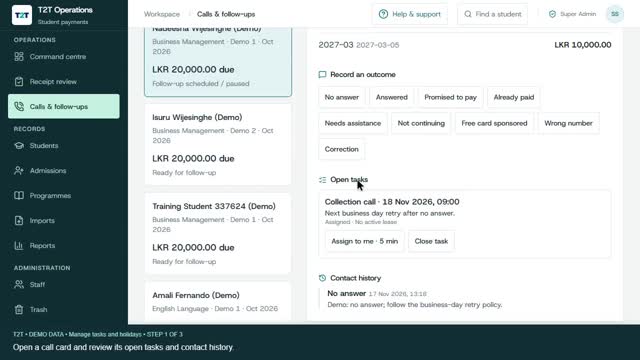 T2T
T2T Operations
Student payments
OPERATIONS
Command centre
Receipt review
Calls & follow-ups
RECORDS
Students
Admissions
Programmes
Imports
Reports
ADMINISTRATION
Staff
Trash
Workspace / Calls & follow-ups
Help & support
Find a student
Super Admin
SS
Nadeesha Wijesinghe (Demo)
Business Management · Demo 1 · Oct
2026
LKR 20,000.00 due
Follow-up scheduled / paused
Isuru Wijesinghe (Demo)
Business Management · Demo 2 · Oct
2026
LKR 20,000.00 due
Ready for follow-up
Training Student 337624 (Demo)
Business Management · Demo 1 · Oct
2026
LKR 20,000.00 due
Ready for follow-up
Amali Fernando (Demo)
English Language · Demo 1 · Oct 2026
2027-03 2027-03-05
LKR 10,000.00
Record an outcome
No answer
Answered
Promised to pay
Already paid
Needs assistance
Not continuing
Free card sponsored
Wrong number
Correction
Open tasks
Collection call · 18 Nov 2026, 09:00
Next business day retry after no answer.
Assigned · No active lease
Assign to me · 5 min
Close task
Contact history
No answer 17 Nov 2026, 13:18
Demo: no answer; follow the business-day retry policy.
T2T • DEMO DATA • Manage tasks and holidays • STEP 1 OF 3
Open a call card and review its open tasks and contact history.